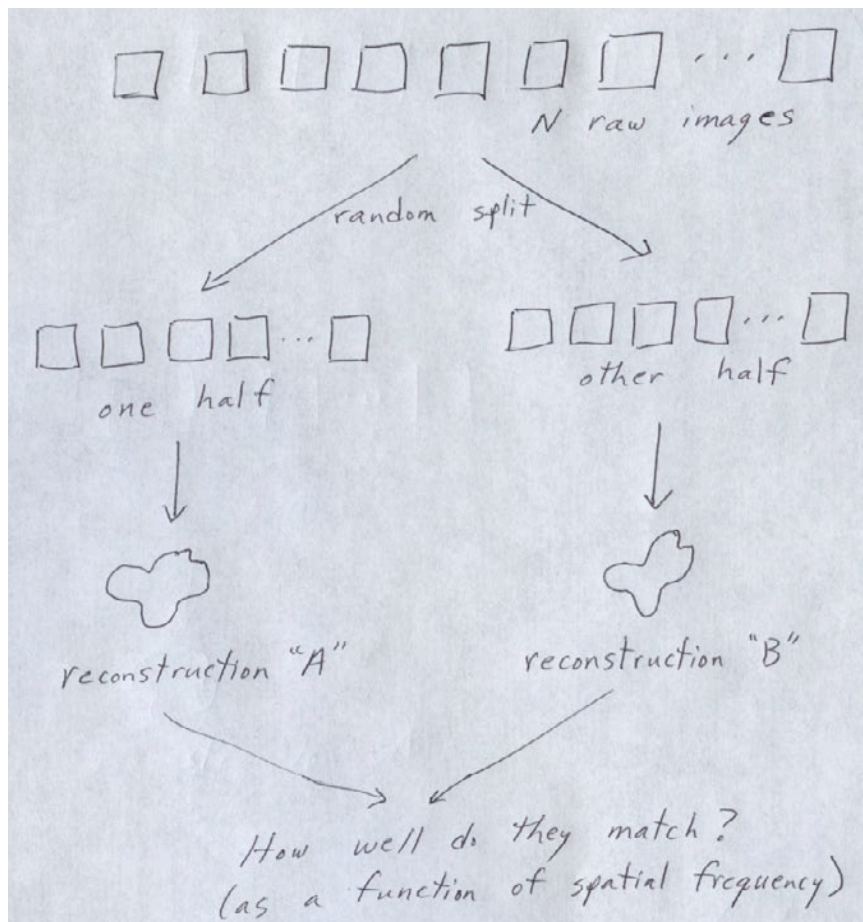 ... 
N raw images
random split
one half
other half
reconstruction "A"
reconstruction "B"
How well do they match?
(as a function of spatial frequency)